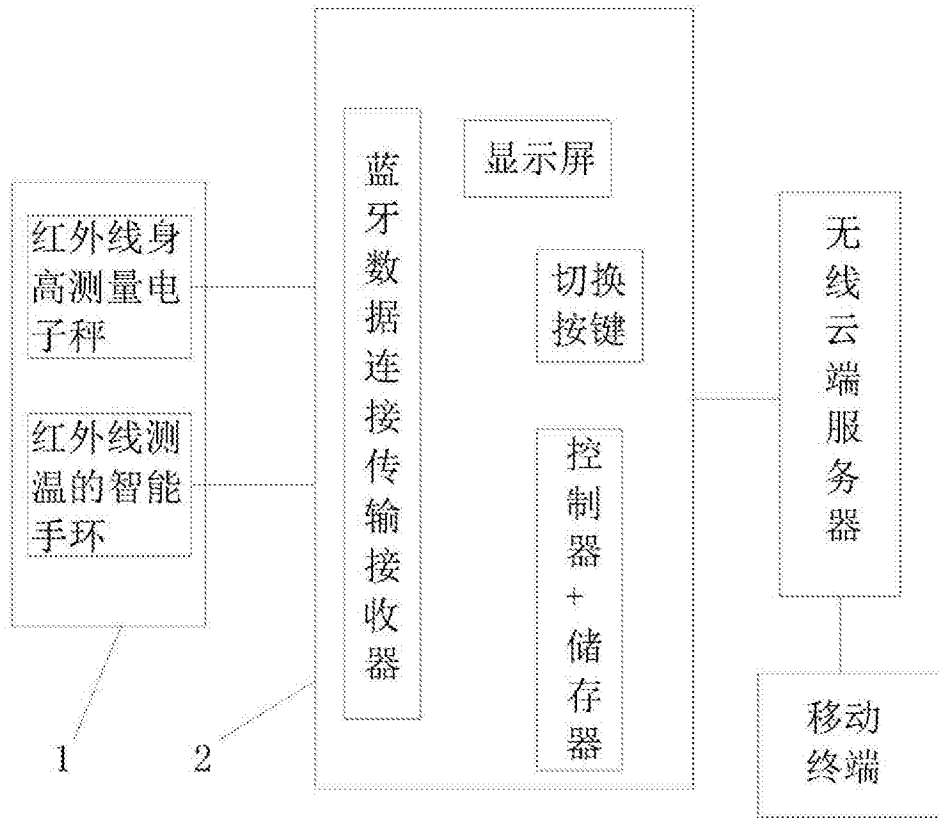 红外线身
高测量电
子秤
红外线测
温的智能
手环
1
蓝牙数据连接传输接收器
2
显示屏
切换
按键
控制器+储存器
无线云端服务器
移动
终端